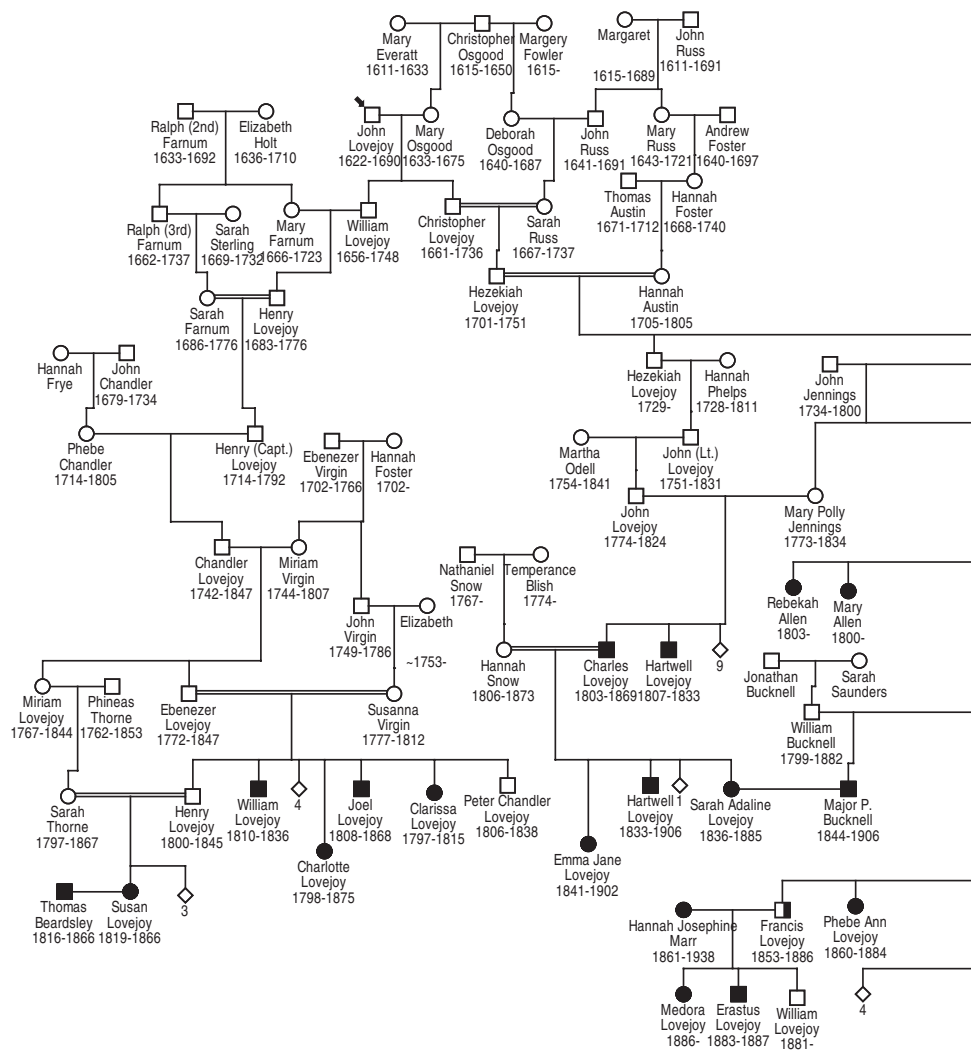 Mary
Everatt
1611-1633
Christopher
Osgood
1615-1650
Margery
Fowler
1615-
Margaret
John
Russ
1611-1691
1615-1689
Ralph (2nd)
Farnum
1633-1692
Elizabeth
Holt
1636-1710
John
Lovejoy
1622-1690
Mary
Osgood
1633-1675
Deborah
Osgood
1640-1687
John
Russ
1641-1691
Mary
Russ
1643-1721
Andrew
Foster
1640-1697
Ralph (3rd)
Farnum
1662-1737
Sarah
Sterling
1669-1732
Mary
Farnum
1666-1723
William
Lovejoy
1656-1748
Christopher
Lovejoy
1661-1736
Sarah
Russ
1667-1737
Thomas
Austin
1671-1712
Hannah
Foster
1668-1740
Sarah
Farnum
1686-1776
Henry
Lovejoy
1683-1776
Hezekiah
Lovejoy
1701-1751
Hannah
Austin
1705-1805
Hannah
Frye
John
Chandler
1679-1734
Hezekiah
Lovejoy
1729-
Hannah
Phelps
1728-1811
John
Jennings
1734-1800
Phebe
Chandler
1714-1805
Henry (Capt.)
Lovejoy
1714-1792
Ebenezer
Virgin
1702-1766
Hannah
Foster
1702-
Martha
Odell
1754-1841
John (Lt.)
Lovejoy
1751-1831
John
Lovejoy
1774-1824
Mary Polly
Jennings
1773-1834
Chandler
Lovejoy
1742-1847
Miriam
Virgin
1744-1807
Nathaniel
Snow
1767-
Temperance
Blish
1774-
Rebekah
Allen
1803-
Mary
Allen
1800-
John
Virgin
1749-1786
Elizabeth
~1753-
Hannah
Snow
1806-1873
Charles
Lovejoy
1803-1869
Hartwell
Lovejoy
1807-1833
9
Jonathan
Bucknell
Sarah
Saunders
Miriam
Lovejoy
1767-1844
Phineas
Thorne
1762-1853
Ebenezer
Lovejoy
1772-1847
Susanna
Virgin
1777-1812
William
Bucknell
1799-1882
Sarah
Thorne
1797-1867
Henry
Lovejoy
1800-1845
William
Lovejoy
1810-1836
4
Joel
Lovejoy
1808-1868
Clarissa
Lovejoy
1797-1815
Peter Chandler
Lovejoy
1806-1838
Hartwell
Lovejoy
1833-1906
1
Sarah Adaline
Lovejoy
1836-1885
Major P.
Bucknell
1844-1906
Charlotte
Lovejoy
1798-1875
Emma Jane
Lovejoy
1841-1902
Thomas
Beardsley
1816-1866
Susan
Lovejoy
1819-1866
3
Hannah Josephine
Marr
1861-1938
Francis
Lovejoy
1853-1886
Phebe Ann
Lovejoy
1860-1884
Medora
Lovejoy
1886-
Erastus
Lovejoy
1883-1887
William
Lovejoy
1881-
4